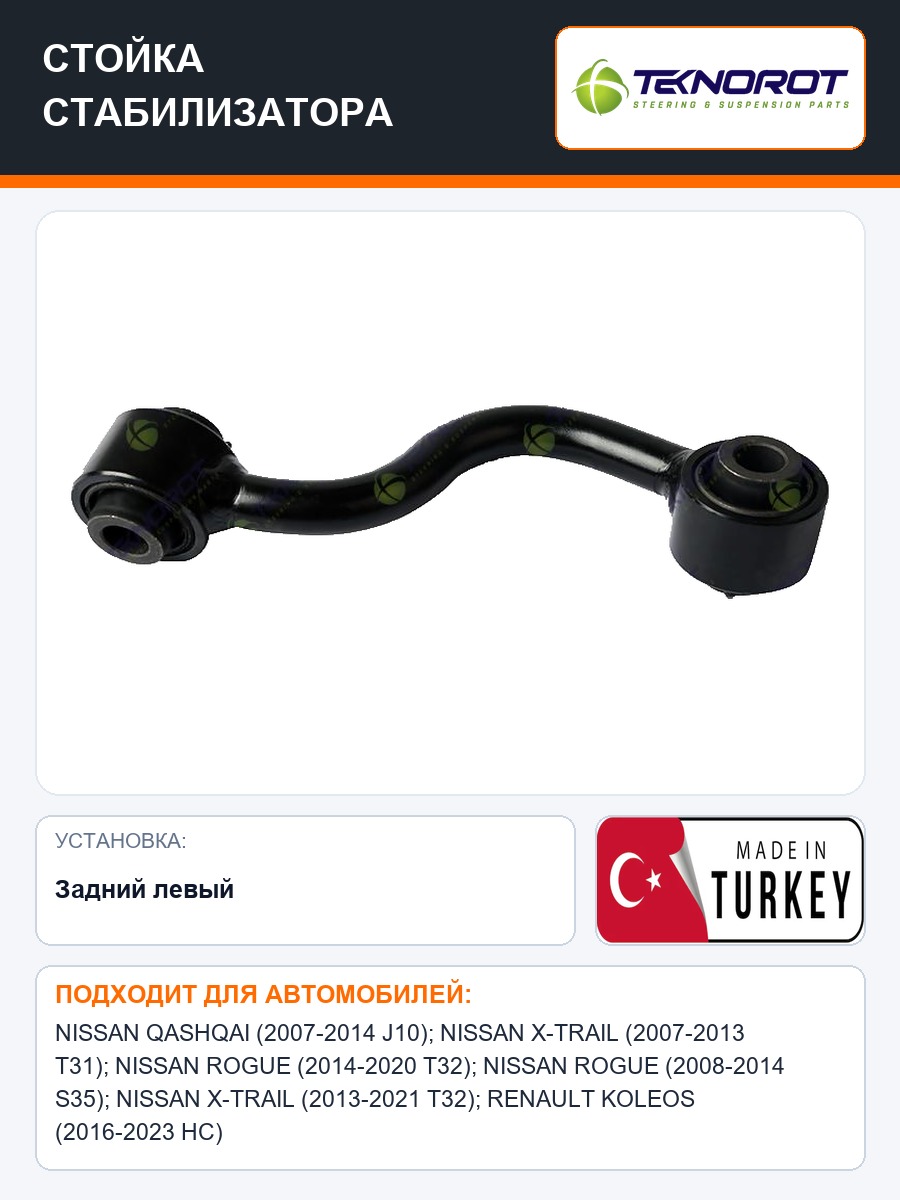 СТОЙКА
СТАБИЛИЗАТОРА
TEKNOROT
STEERING & SUSPENSION PARTS
УСТАНОВКА:
Задний левый
MADE IN
TURKEY
ПОДХОДИТ ДЛЯ АВТОМОБИЛЕЙ:
NISSAN QASHQAI (2007-2014 J10); NISSAN X-TRAIL (2007-2013
T31); NISSAN ROGUE (2014-2020 T32); NISSAN ROGUE (2008-2014
S35); NISSAN X-TRAIL (2013-2021 T32); RENAULT KOLEOS
(2016-2023 HC)